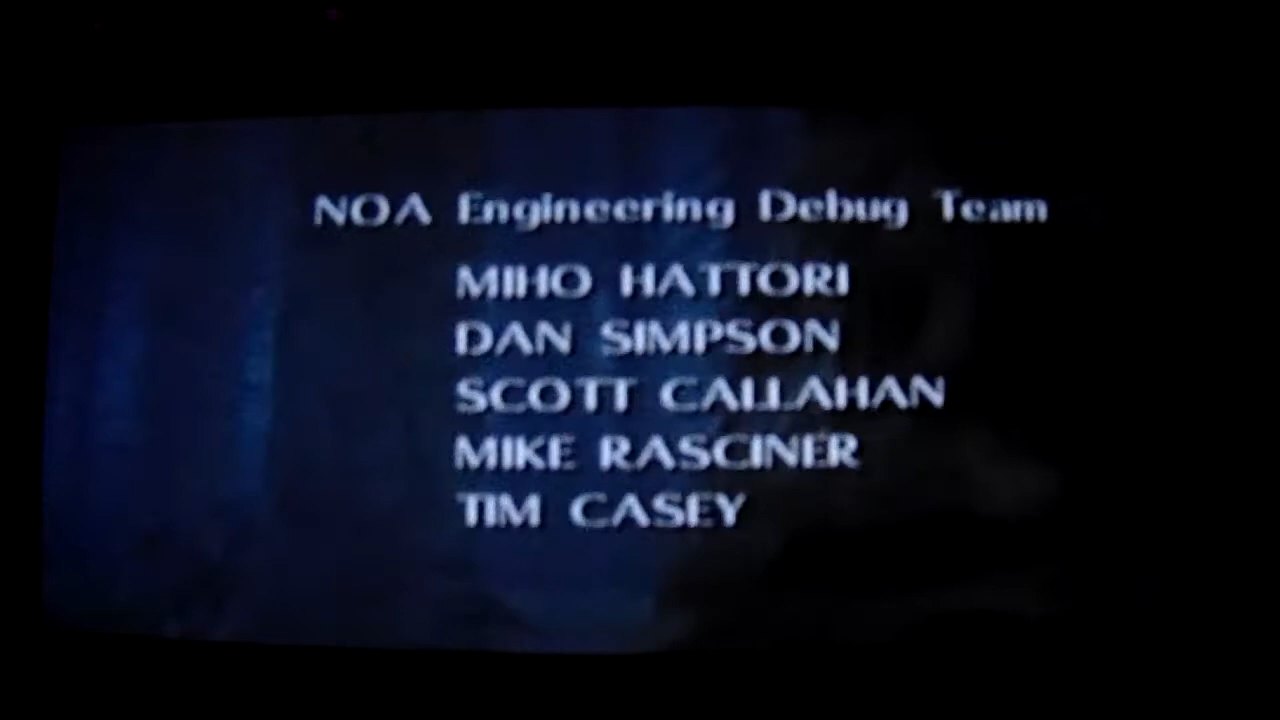 NOA Engineering Debug Team
MIHO HATTORI
DAN SIMPSON
SCOTT CALLAHAN
MIKE RASCINER
TIM CASEY